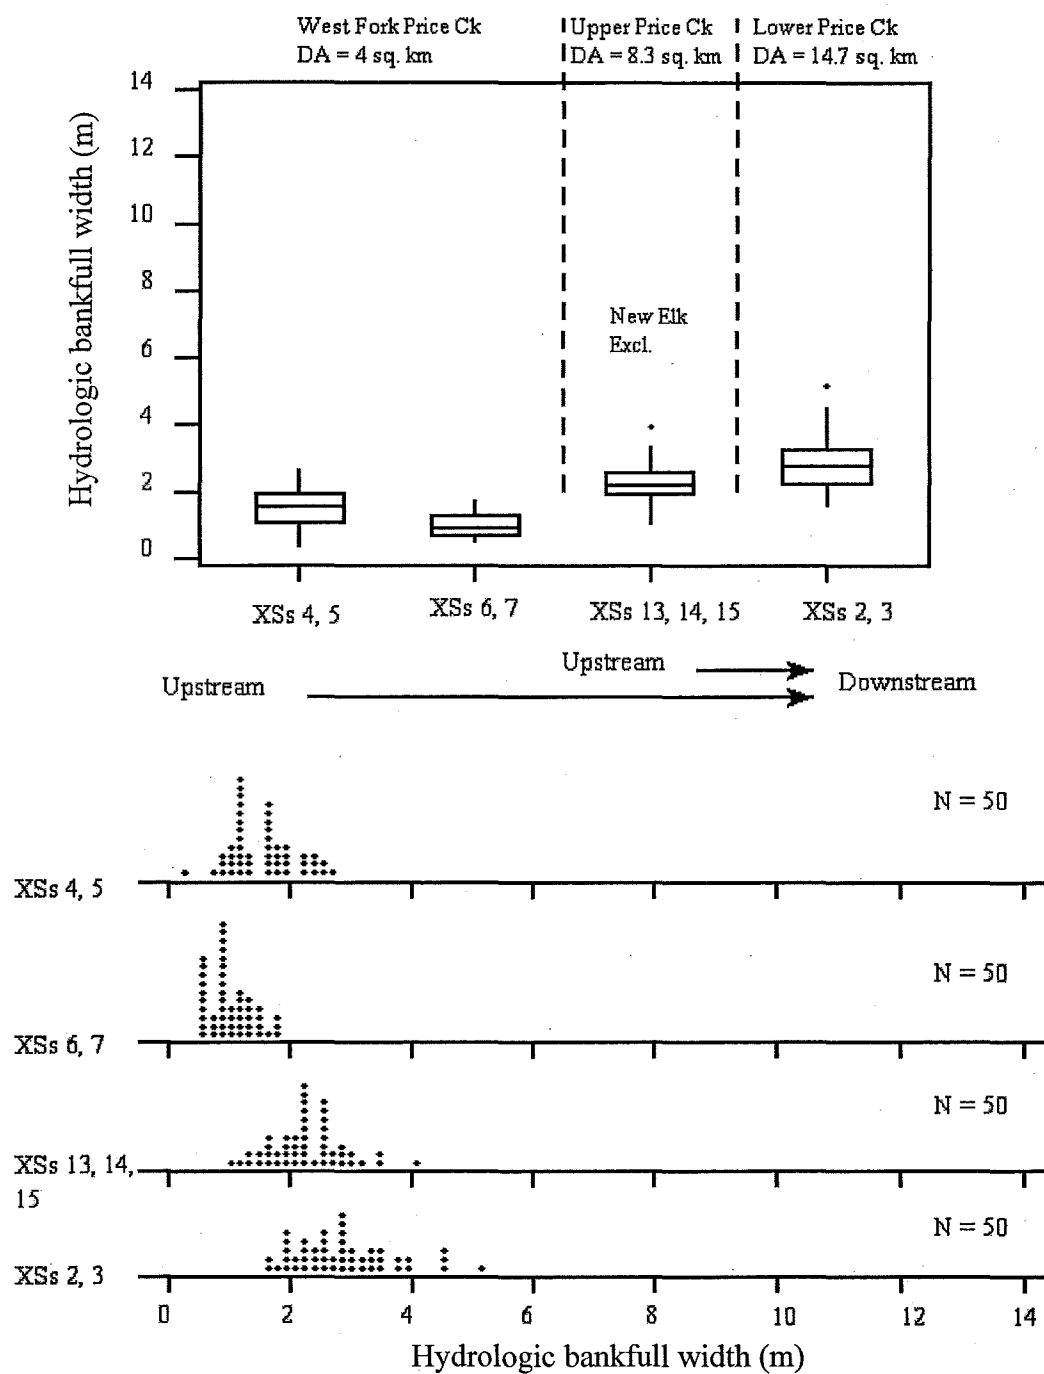 West Fork Price Ck
DA = 4 sq. km
Upper Price Ck
DA = 8.3 sq. km
Lower Price Ck
DA = 14.7 sq. km
Hydrologic bankfull width (m)
14
12
10
8
6
4
2
0
New Elk
Excl.
XSs 4, 5
XSs 6, 7
XSs 13, 14, 15
XSs 2, 3
Upstream
Upstream
Downstream
N = 50
XSs 4, 5
N = 50
XSs 6, 7
N = 50
XSs 13, 14,
15
N = 50
XSs 2, 3
0 2 4 6 8 10 12 14
Hydrologic bankfull width (m)